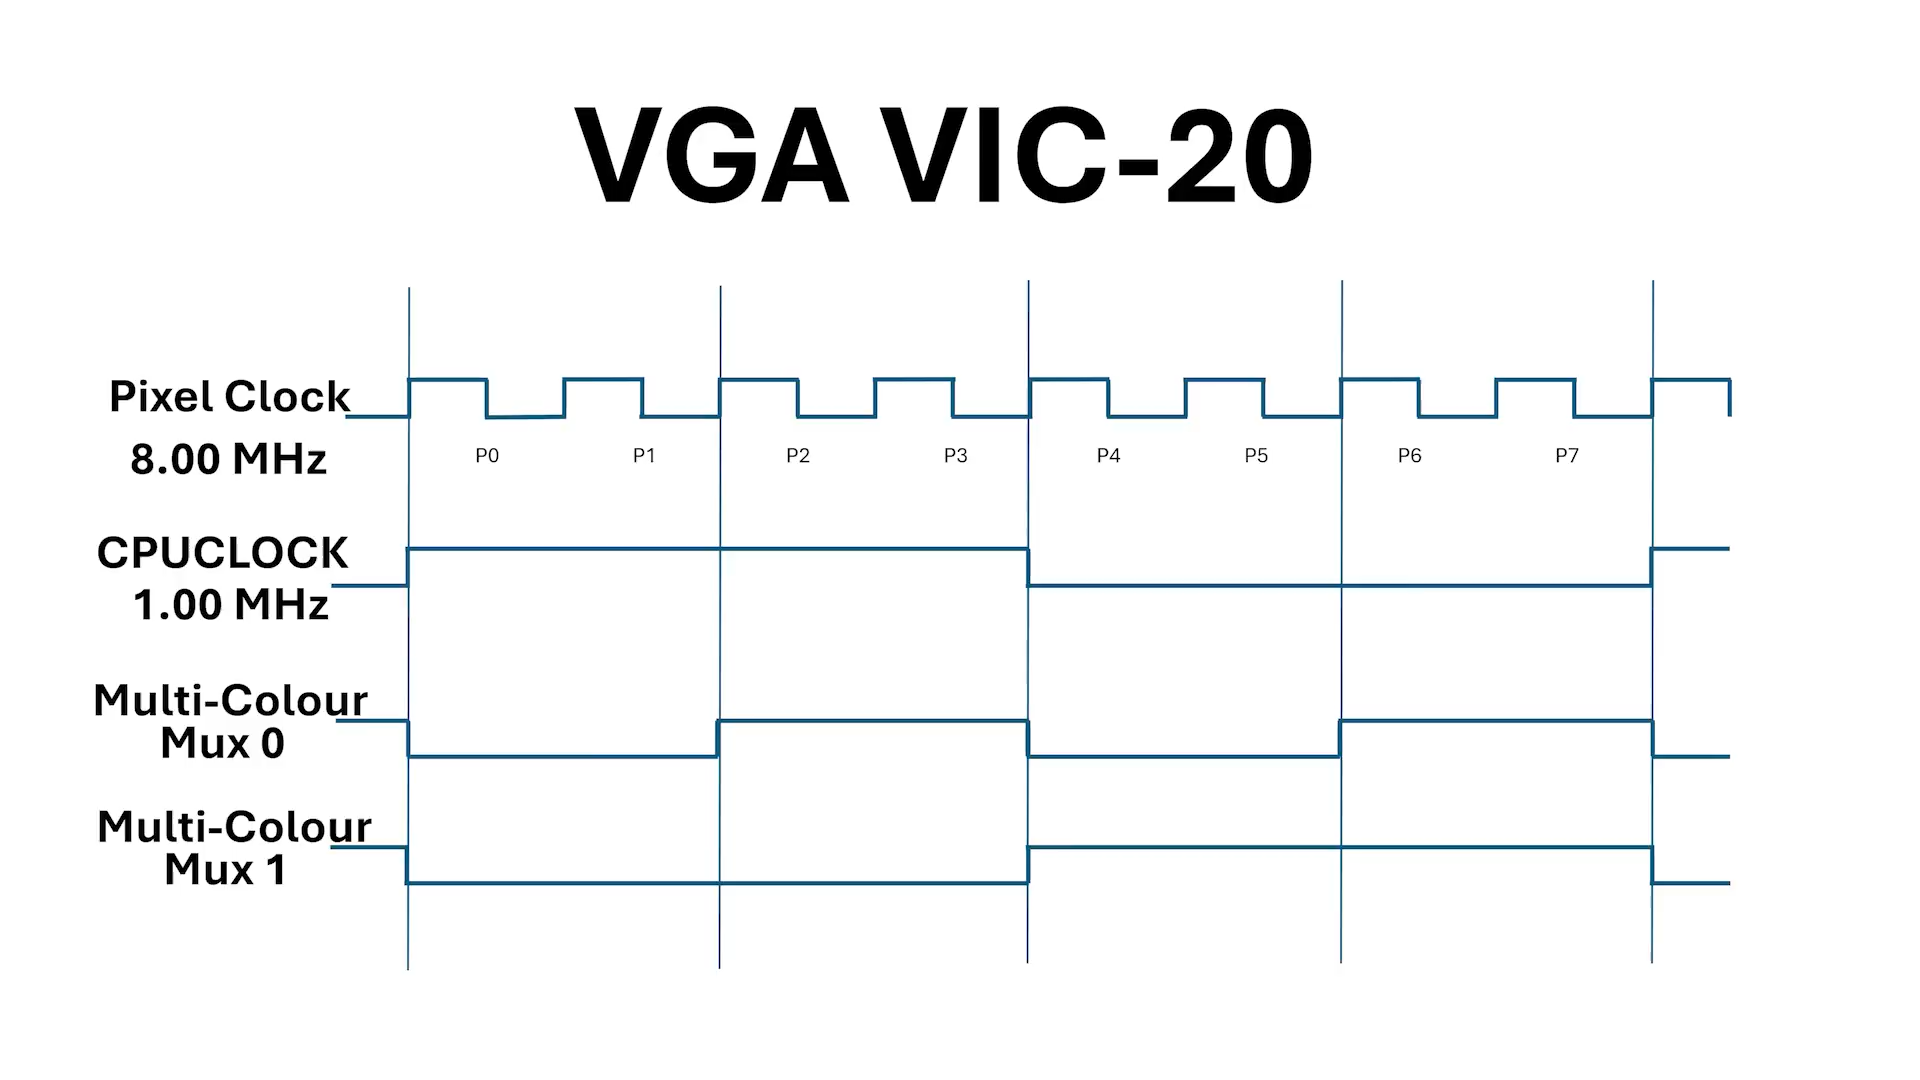 VGA VIC-20
Pixel Clock
8.00 MHz
P0 P1 P2 P3 P4 P5 P6 P7
CPUCLOCK
1.00 MHz
Multi-Colour
Mux 0
Multi-Colour
Mux 1